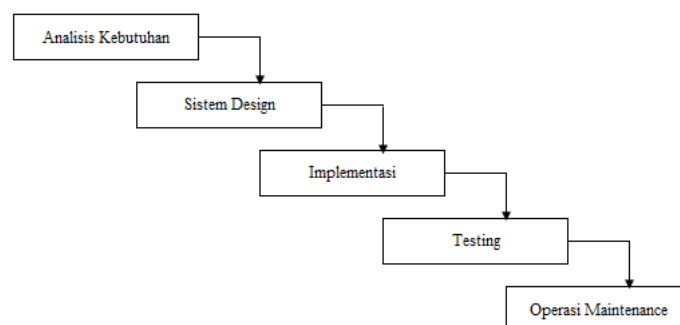 Analisis Kebutuhan
Sistem Design
Implementasi
Testing
Operasi Maintenance